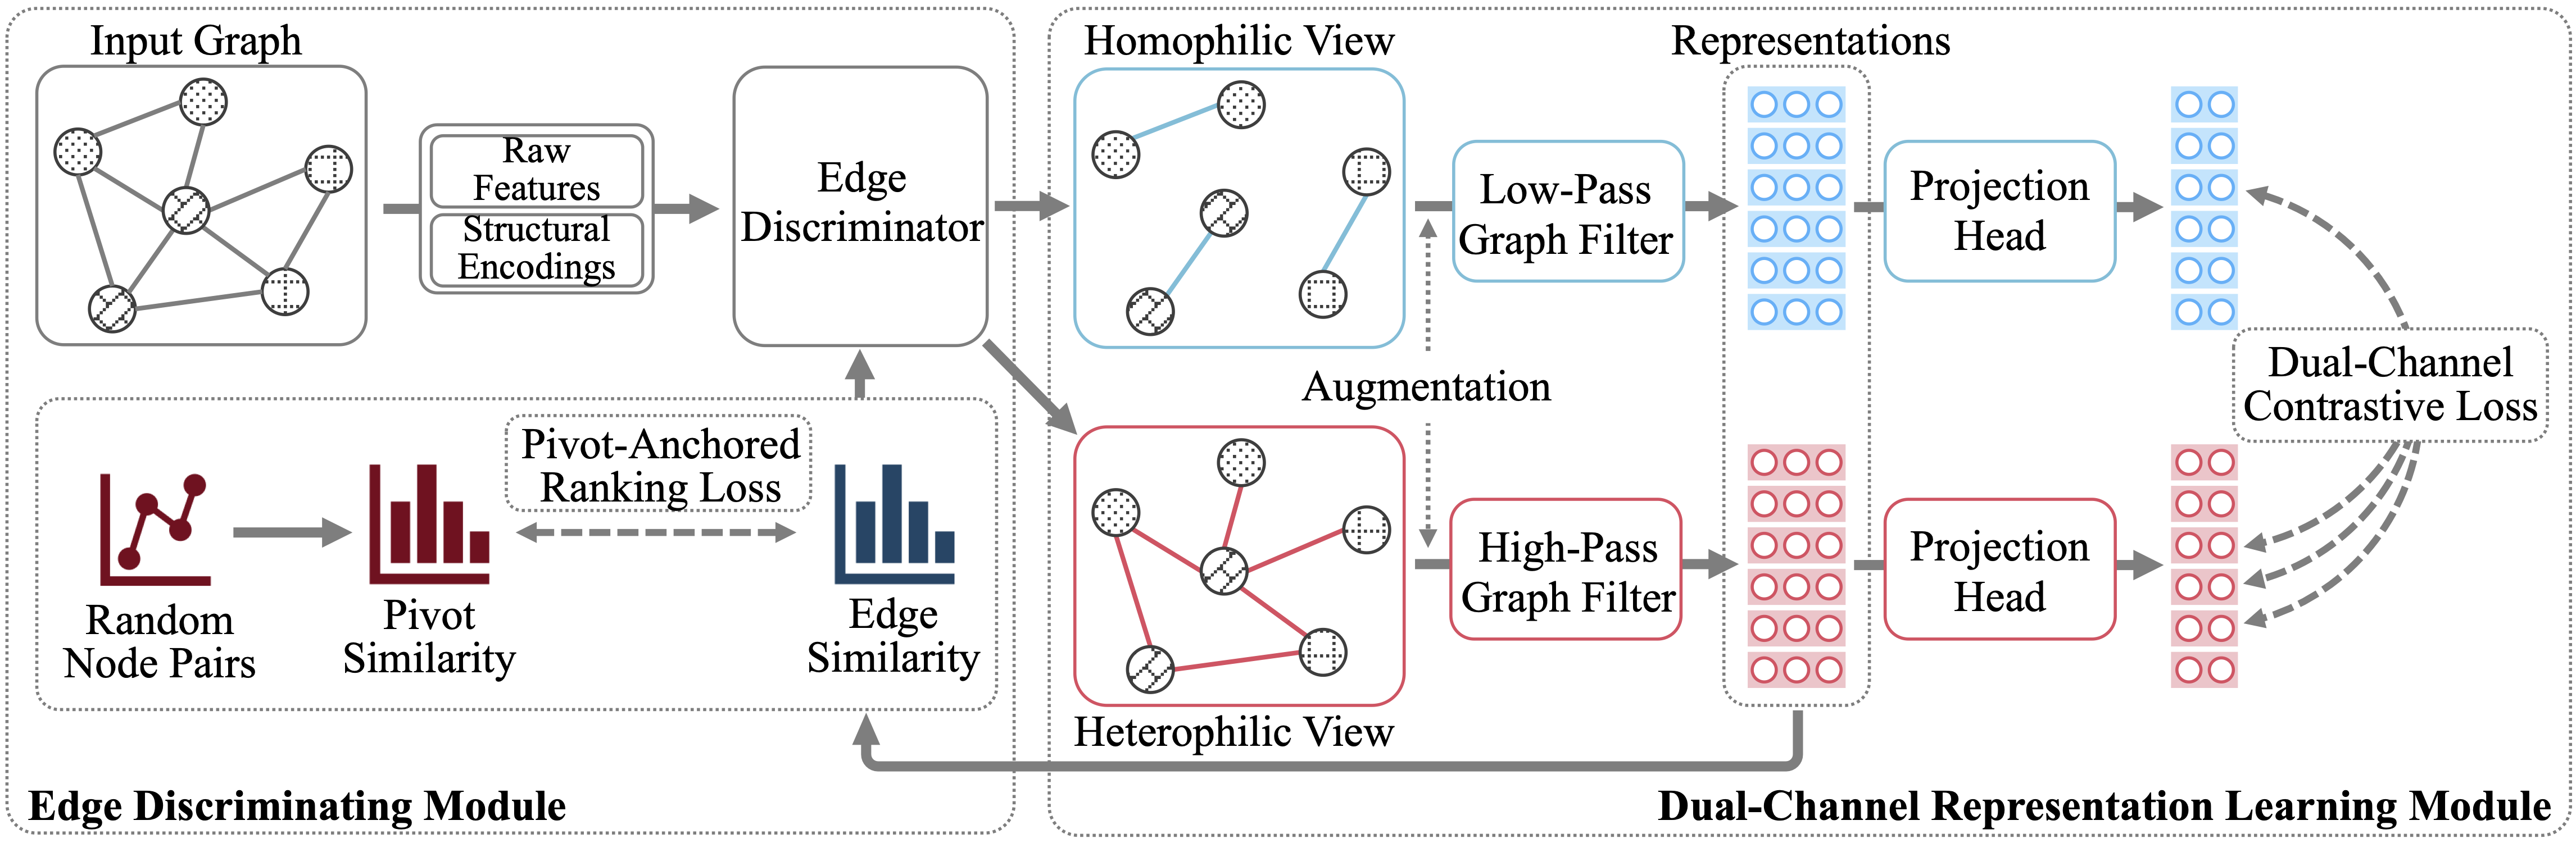 Input Graph
Raw
Features
Structural
Encodings
Edge
Discriminator
Pivot-Anchored
Ranking Loss
Random
Node Pairs
Pivot
Similarity
Edge
Similarity
Edge Discriminating Module
Homophilic View
Representations
Low-Pass
Graph Filter
Projection
Head
Augmentation
Dual-Channel
Contrastive Loss
High-Pass
Graph Filter
Projection
Head
Heterophilic View
Dual-Channel Representation Learning Module